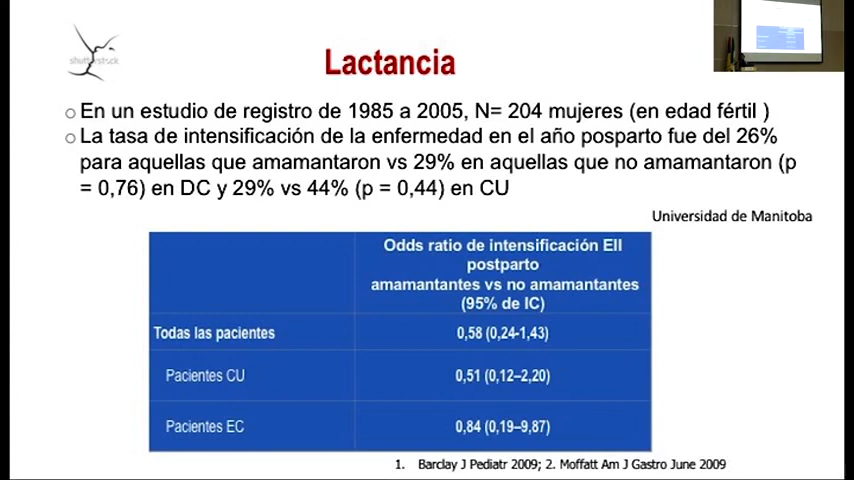 shutterstock
Lactancia
En un estudio de registro de 1985 a 2005, N= 204 mujeres (en edad fértil )
La tasa de intensificación de la enfermedad en el año posparto fue del 26%
para aquellas que amamantaron vs 29% en aquellas que no amamantaron (p
= 0,76) en DC y 29% vs 44% (p = 0,44) en CU
Universidad de Manitoba
Odds ratio de intensificación EII
postparto
amamantantes vs no amamantantes
(95% de IC)
Todas las pacientes 0,58 (0,24-1,43)
Pacientes CU 0,51 (0,12–2,20)
Pacientes EC 0,84 (0,19–9,87)
1. Barclay J Pediatr 2009; 2. Moffatt Am J Gastro June 2009